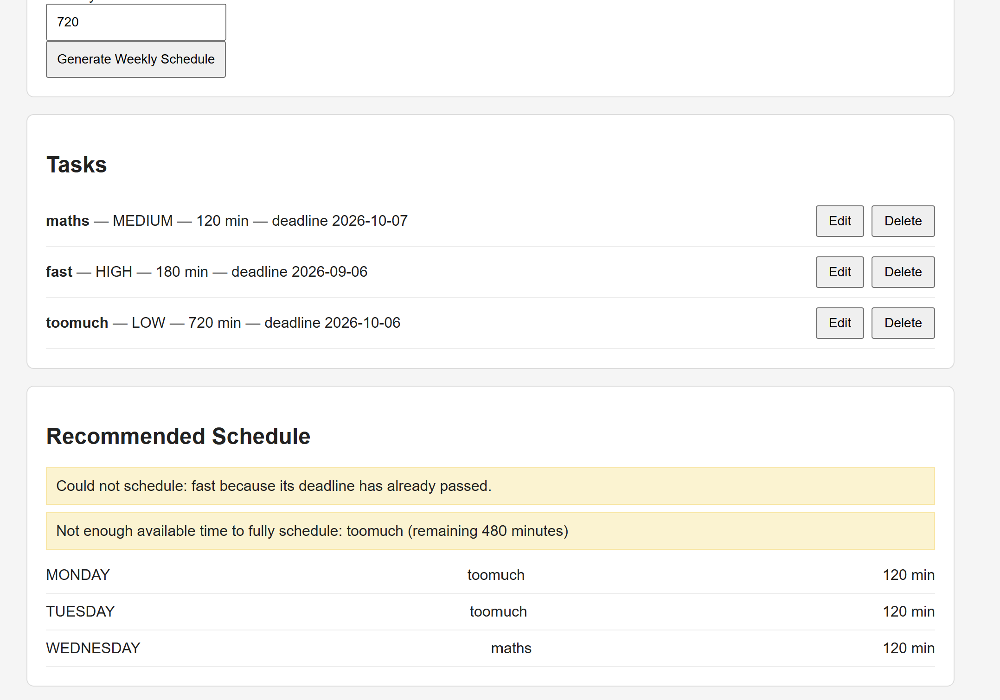 720
Generate Weekly Schedule
Tasks
maths — MEDIUM — 120 min — deadline 2026-10-07 Edit Delete
fast — HIGH — 180 min — deadline 2026-09-06 Edit Delete
toomuch — LOW — 720 min — deadline 2026-10-06 Edit Delete
Recommended Schedule
Could not schedule: fast because its deadline has already passed.
Not enough available time to fully schedule: toomuch (remaining 480 minutes)
MONDAY toomuch 120 min
TUESDAY toomuch 120 min
WEDNESDAY maths 120 min